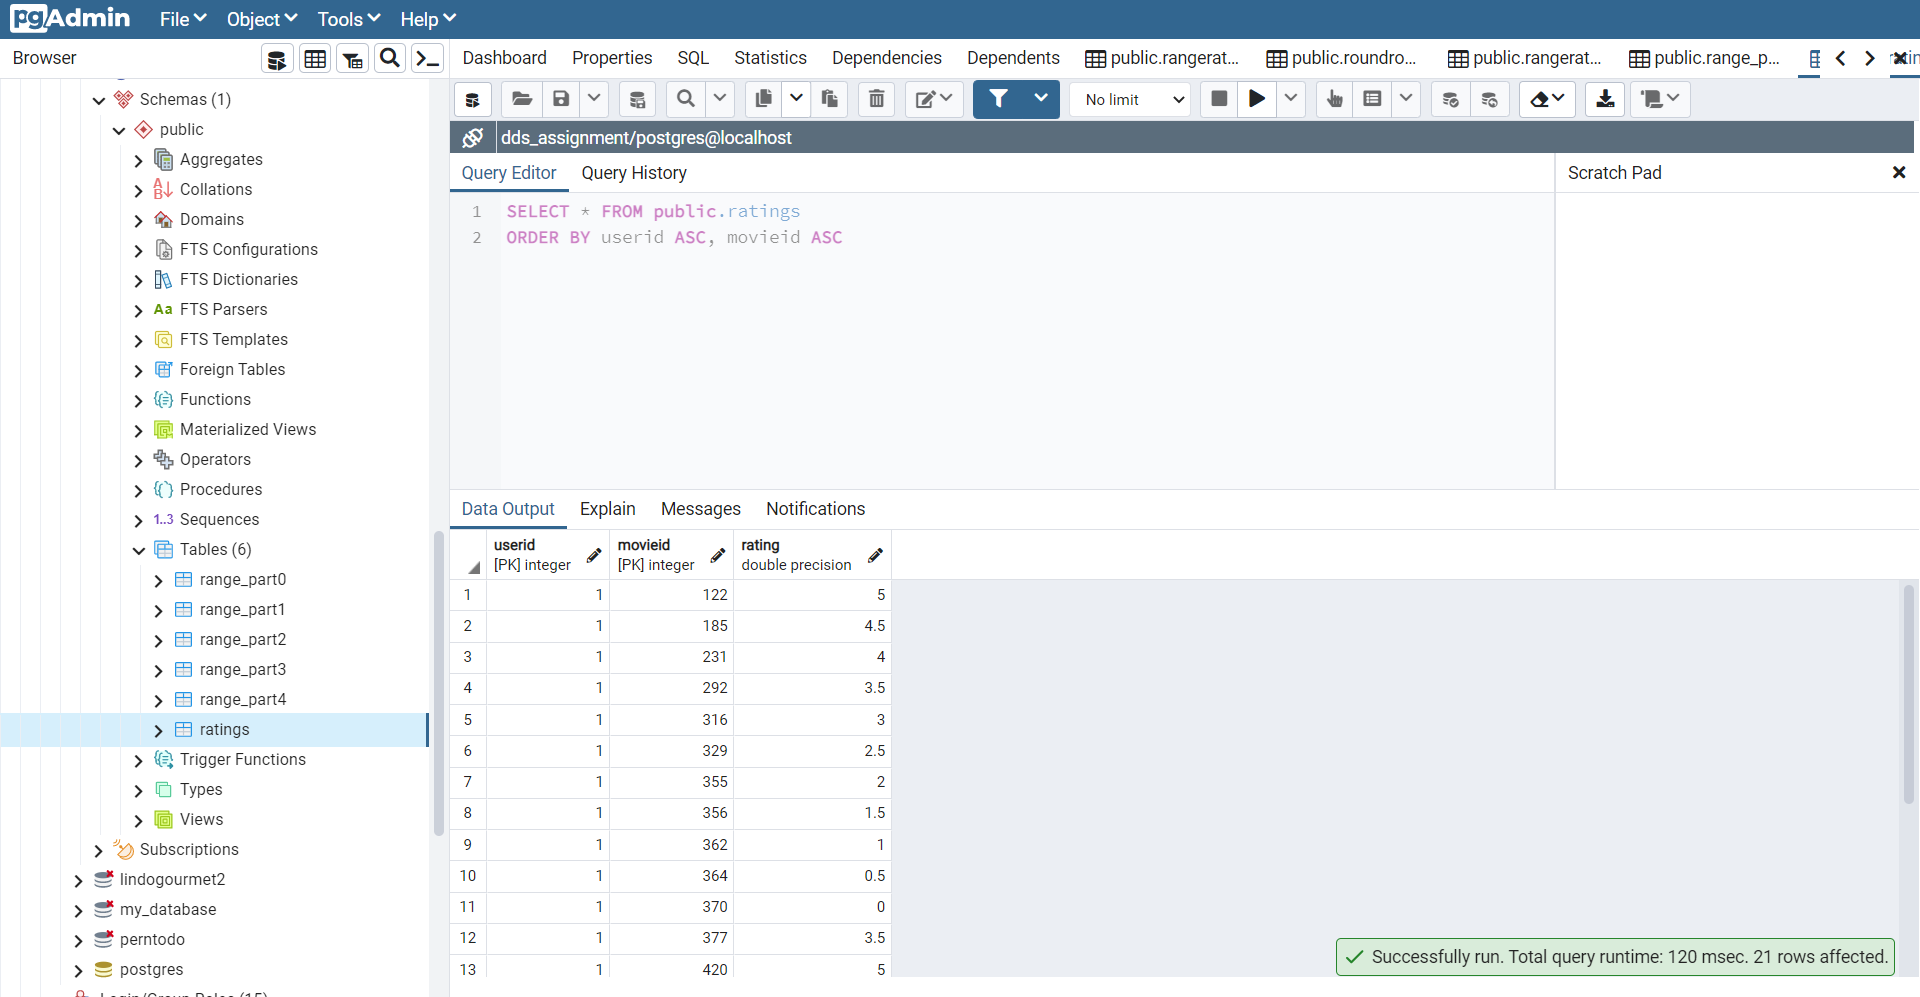 pgAdmin File Object Tools Help
Browser
Dashboard Properties SQL Statistics Dependencies Dependents public.rangerat... public.roundro... public.rangerat... public.range_p...
No limit
dds_assignment/postgres@localhost
Query Editor Query History
Scratch Pad
1 SELECT * FROM public.ratings
2 ORDER BY userid ASC, movieid ASC
Schemas (1)
public
Aggregates
Collations
Domains
FTS Configurations
FTS Dictionaries
Aa FTS Parsers
FTS Templates
Foreign Tables
Functions
Materialized Views
Operators
Procedures
1..3 Sequences
Tables (6)
range_part0
range_part1
range_part2
range_part3
range_part4
ratings
Trigger Functions
Types
Views
Subscriptions
lindogourmet2
my_database
perntodo
postgres
Data Output Explain Messages Notifications
userid movieid rating
[PK] integer [PK] integer double precision
1 1 122 5
2 1 185 4.5
3 1 231 4
4 1 292 3.5
5 1 316 3
6 1 329 2.5
7 1 355 2
8 1 356 1.5
9 1 362 1
10 1 364 0.5
11 1 370 0
12 1 377 3.5
13 1 420 5
Successfully run. Total query runtime: 120 msec. 21 rows affected.